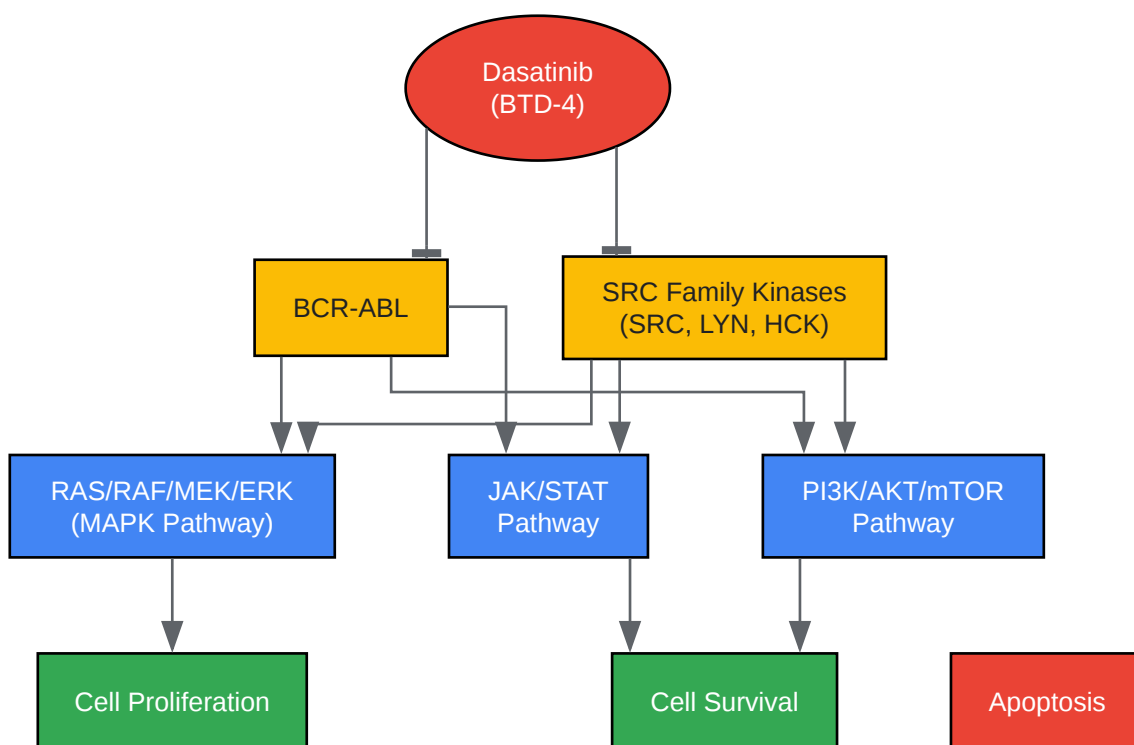 Dasatinib
(BTD-4)
BCR-ABL
SRC Family Kinases
(SRC, LYN, HCK)
RAS/RAF/MEK/ERK
(MAPK Pathway)
JAK/STAT
Pathway
PI3K/AKT/mTOR
Pathway
Cell Proliferation
Cell Survival
Apoptosis